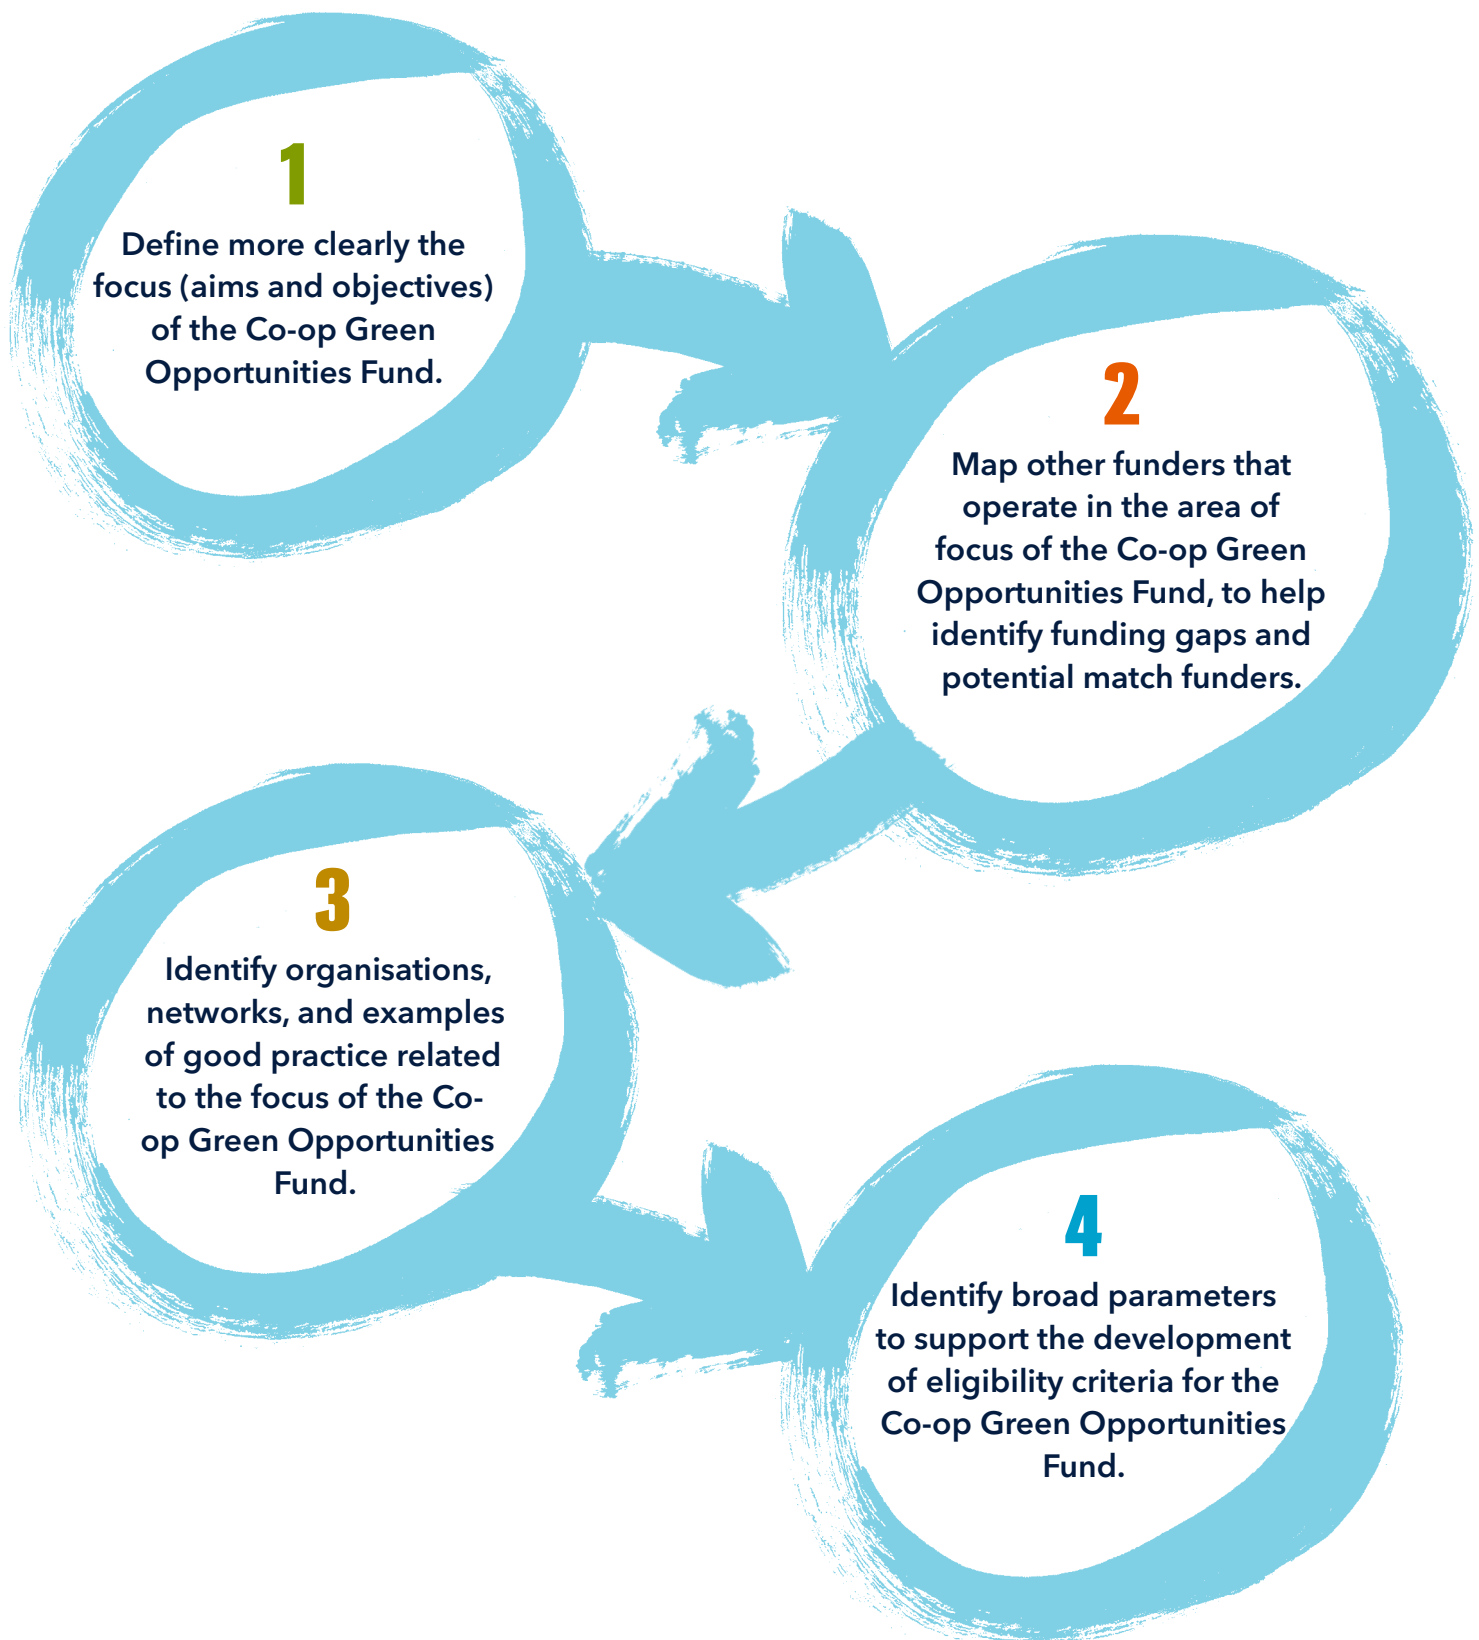 1
Define more clearly the
focus (aims and objectives)
of the Co-op Green
Opportunities Fund.
2
Map other funders that
operate in the area of
focus of the Co-op Green
Opportunities Fund, to help
identify funding gaps and
potential match funders.
3
Identify organisations,
networks, and examples
of good practice related
to the focus of the Co-
op Green Opportunities
Fund.
4
Identify broad parameters
to support the development
of eligibility criteria for the
Co-op Green Opportunities
Fund.